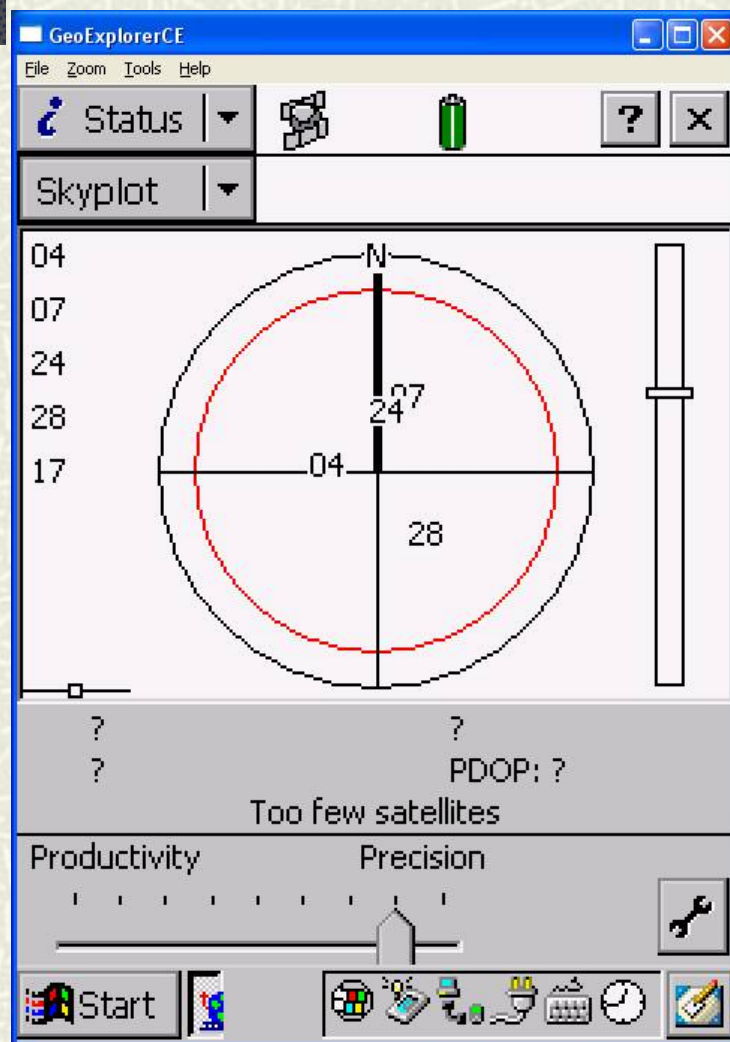 GeoExplorerCE
File Zoom Tools Help
i Status
?
Skyplot
04
07
24
28
17
N
07
24
04
28
? ?
? PDOP: ?
Too few satellites
Productivity Precision
Start